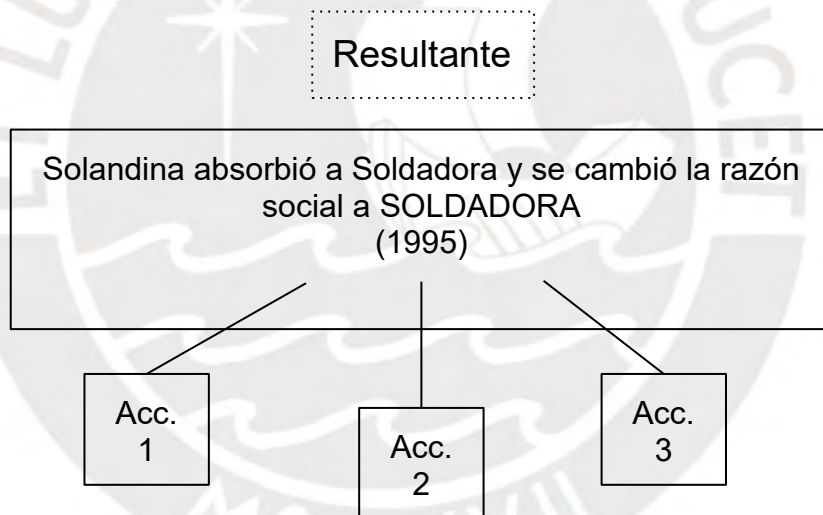 Resultante
Solandina absorbió a Soldadora y se cambió la razón
social a SOLDADORA
(1995)
Acc.
1
Acc.
2
Acc.
3